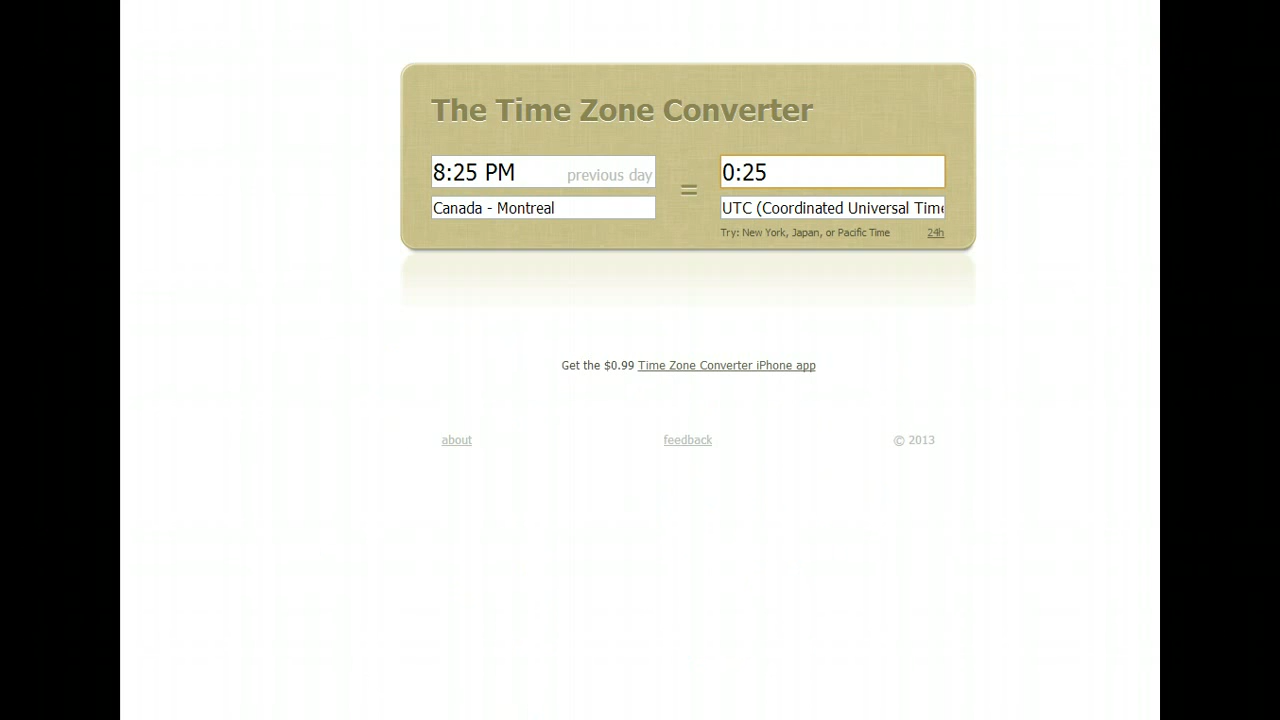 The Time Zone Converter
8:25 PM previous day
=
0:25
Canada - Montreal
UTC (Coordinated Universal Time
Try: New York, Japan, or Pacific Time 24h
Get the $0.99 Time Zone Converter iPhone app
about feedback © 2013